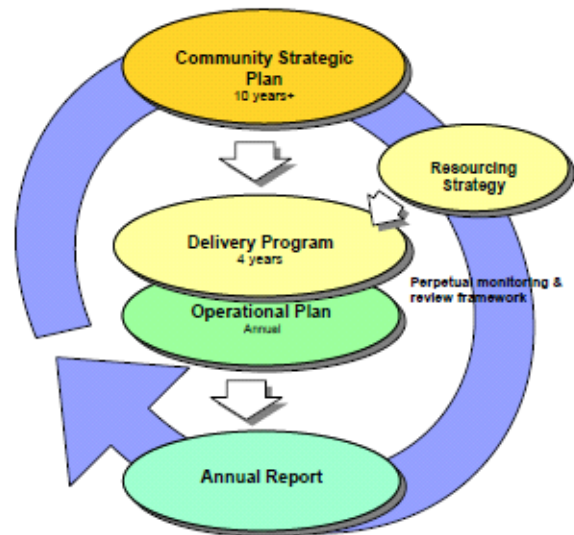 Community Strategic
Plan
10 years+
Resourcing
Strategy
Delivery Program
4 years
Perpetual monitoring &
review framework
Operational Plan
Annual
Annual Report